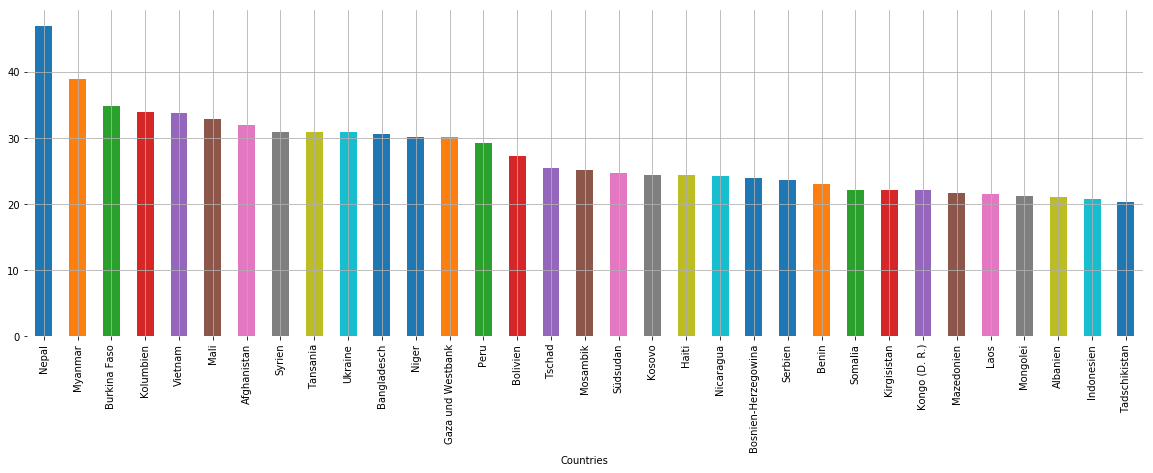 40
30
20
10
0
Nepal
Myanmar
Burkina Faso
Kolumbien
Vietnam
Mali
Afghanistan
Syrien
Tansania
Ukraine
Bangladesch
Niger
Gaza und Westbank
Peru
Bolivien
Tschad
Mosambik
Südsudan
Kosovo
Haiti
Nicaragua
Bosnien-Herzegowina
Serbien
Benin
Somalia
Kirgisistan
Kongo (D. R.)
Mazedonien
Laos
Mongolei
Albanien
Indonesien
Tadschikistan
Countries